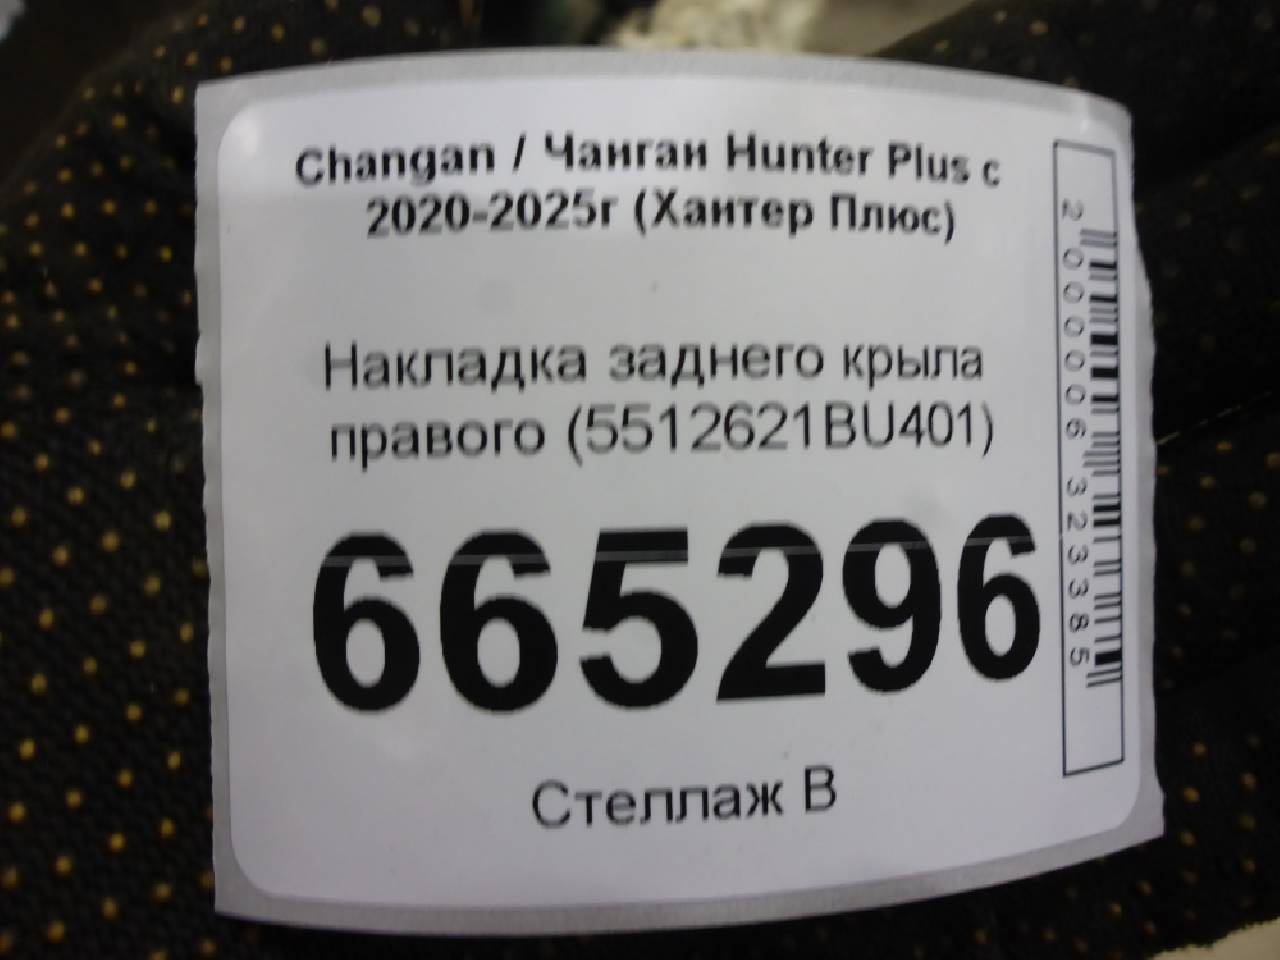 Changan / Чанган Hunter Plus с
2020-2025г (Хантер Плюс)
Накладка заднего крыла
правого (5512621BU401)
665296
Стеллаж В
2000006323385